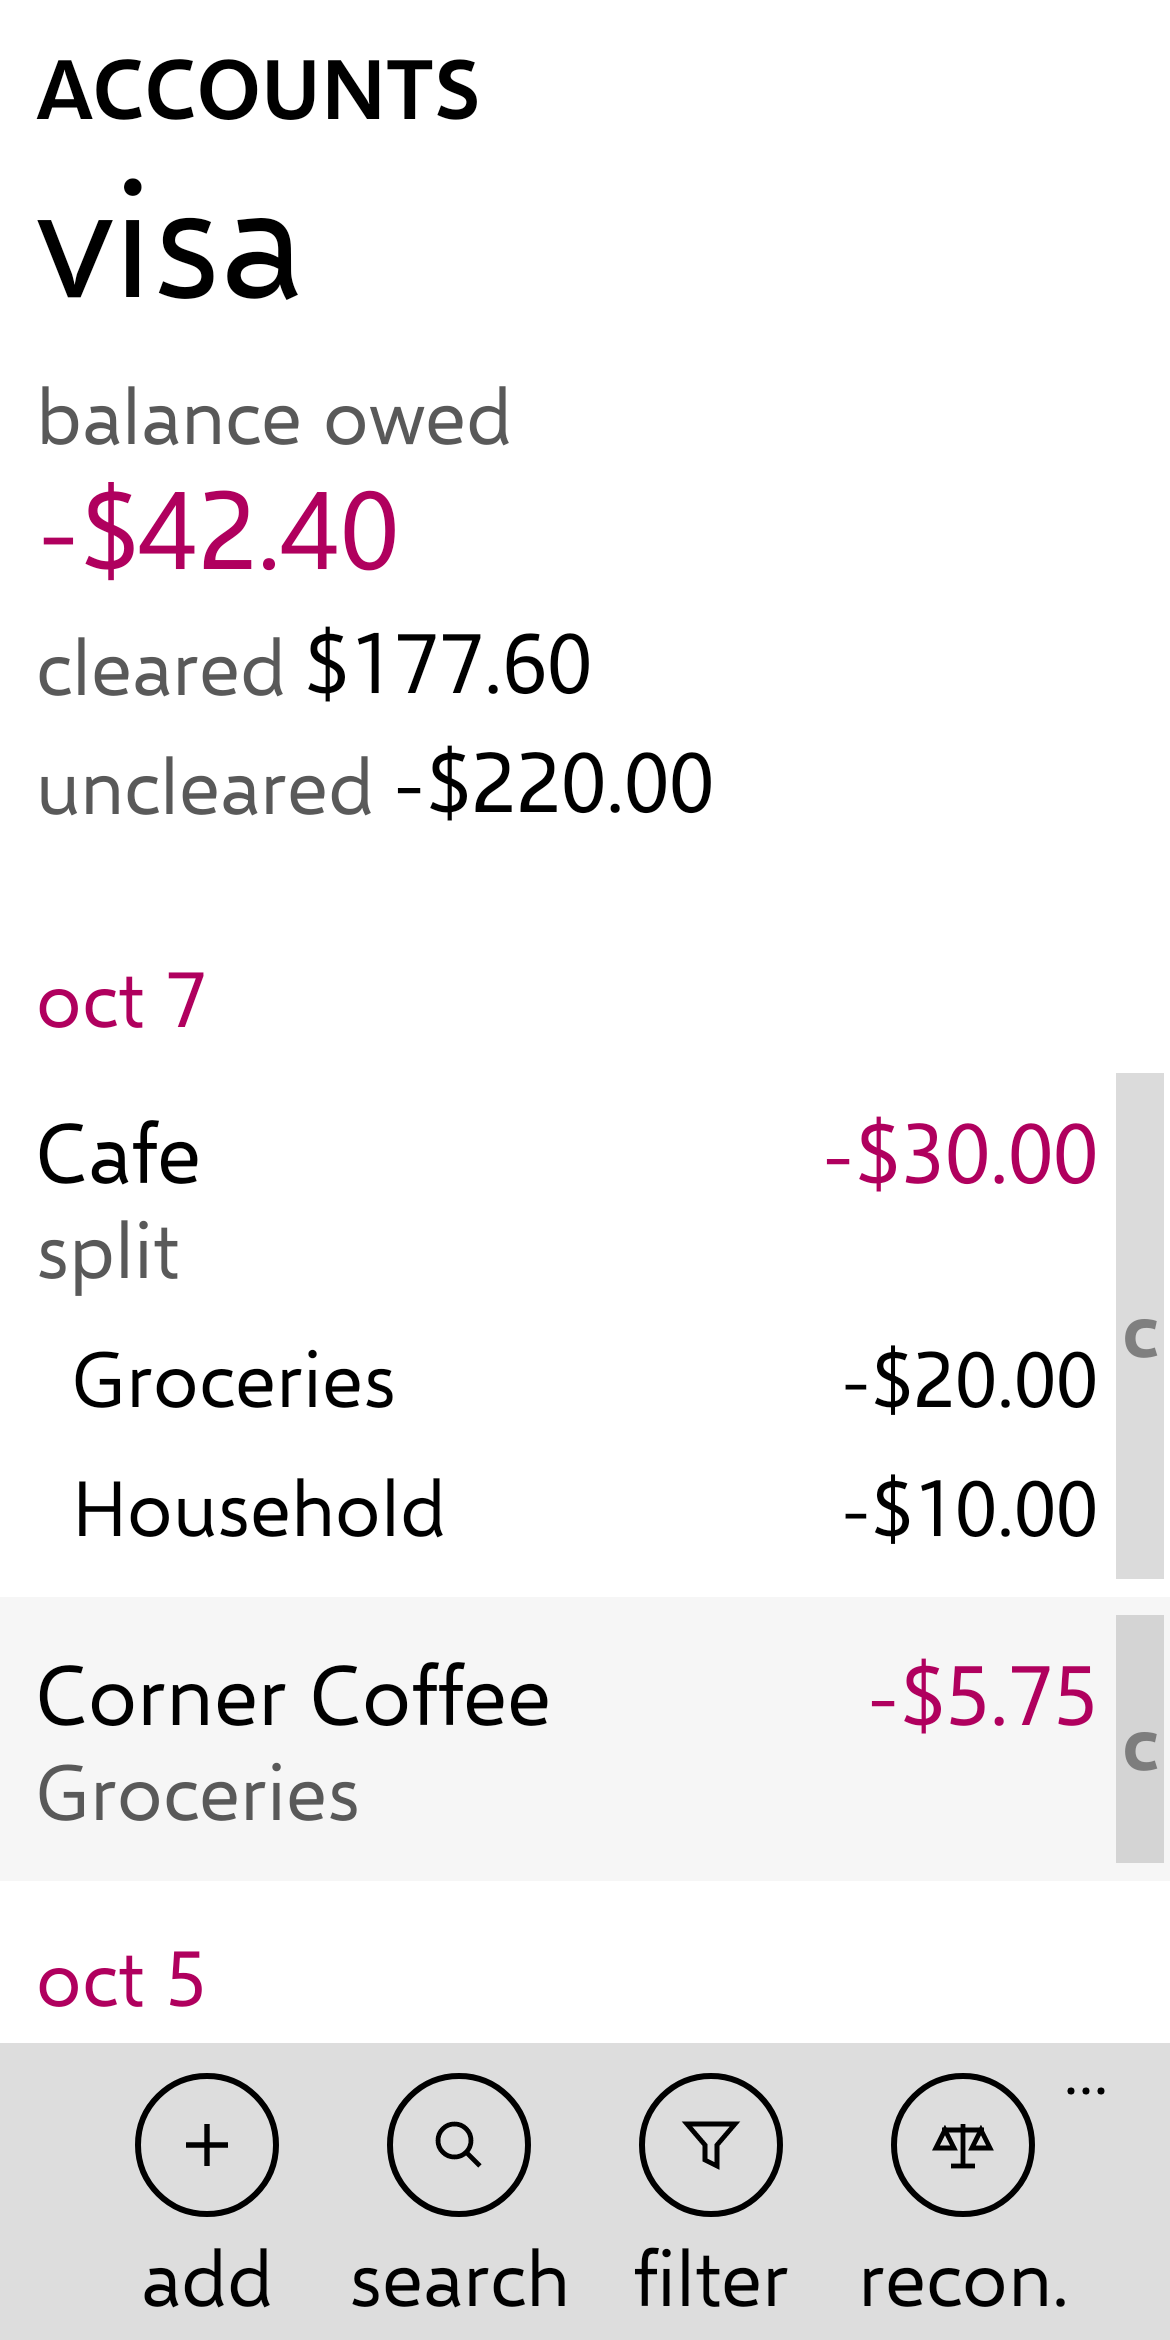 ACCOUNTS
visa
balance owed
-$42.40
cleared $177.60
uncleared -$220.00
oct 7
Cafe -$30.00
split
c
Groceries -$20.00
Household -$10.00
Corner Coffee -$5.75
c
Groceries
oct 5
...
add search filter recon.